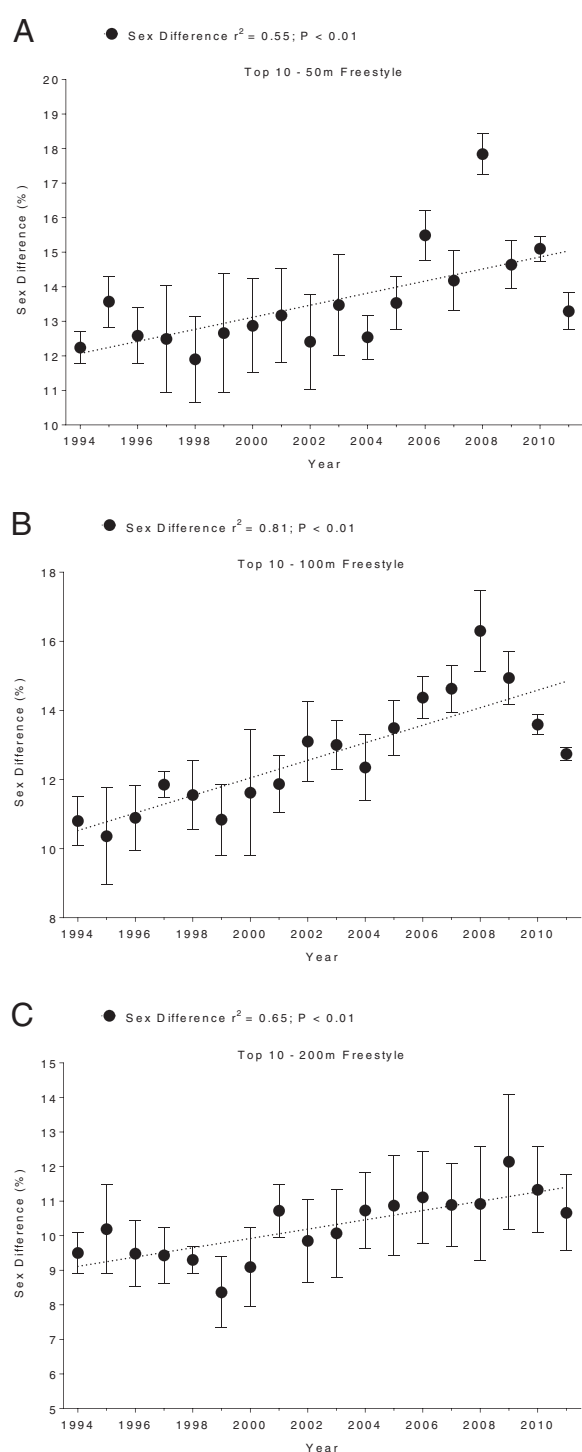 A
Sex Difference r² = 0.55; P < 0.01
Top 10 - 50m Freestyle
20
19
18
17
16
15
14
13
12
11
10
Sex Difference (%)
1994 1996 1998 2000 2002 2004 2006 2008 2010
Year
B
Sex Difference r² = 0.81; P < 0.01
Top 10 - 100m Freestyle
18
16
14
12
10
8
Sex Difference (%)
1994 1996 1998 2000 2002 2004 2006 2008 2010
Year
C
Sex Difference r² = 0.65; P < 0.01
Top 10 - 200m Freestyle
15
14
13
12
11
10
9
8
7
6
5
Sex Difference (%)
1994 1996 1998 2000 2002 2004 2006 2008 2010
Year